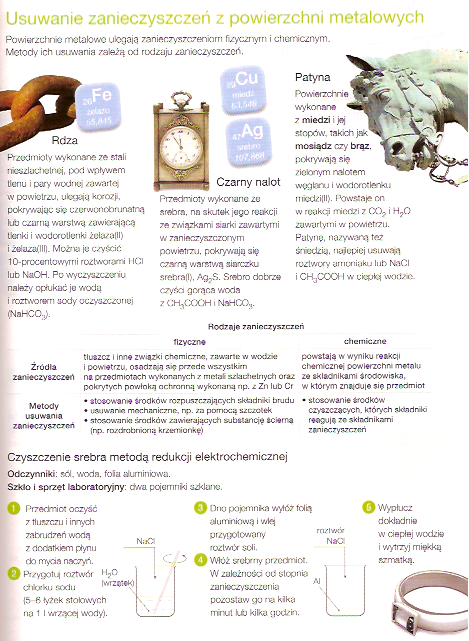 Usuwanie zanieczyszczeń z powierzchni metalowych
Powierzchnie metalowe ulegają zanieczyszczeniom fizycznym i chemicznym.
Metody ich usuwania zależą od rodzaju zanieczyszczeń.
26Fe
żelazo
55,845
Rdza
Przedmioty wykonane ze stali
nieszlachetnej, pod wpływem
tlenu i pary wodnej zawartej
w powietrzu, ulegają korozji,
pokrywając się czerwonobrunatną
lub czarną warstwą zawierającą
tlenki i wodorotlenki żelaza(II)
i żelaza(III). Można je czyścić
10-procentowymi roztworami HCl
lub NaOH. Po wyczyszczeniu
należy opłukać je wodą
i roztworem sody oczyszczonej
(NaHCO₃).
29Cu
miedź
63,546
47Ag
srebro
107,868
Czarny nalot
Przedmioty wykonane ze
srebra, na skutek jego reakcji
ze związkami siarki zawartymi
w zanieczyszczonym
powietrzu, pokrywają się
czarną warstwą siarczku
srebra(I), Ag₂S. Srebro dobrze
czyści gorąca woda
z CH₃COOH i NaHCO₃.
Patyna
Powierzchnie
wykonane
z miedzi i jej
stopów, takich jak
mosiądz czy brąz,
pokrywają się
zielonym nalotem
węglanu i wodorotlenku
miedzi(II). Powstaje on
w reakcji miedzi z CO₂ i H₂O
zawartymi w powietrzu.
Patynę, nazywaną też
śniedzią, najlepiej usuwają
roztwory amoniaku lub NaCl
i CH₃COOH w ciepłej wodzie.
Rodzaje zanieczyszczeń
fizyczne
chemiczne
Źródła
zanieczyszczeń
tłuszcz i inne związki chemiczne, zawarte w wodzie
i powietrzu, osadzają się przede wszystkim
na przedmiotach wykonanych z metali szlachetnych oraz
pokrytych powłoką ochronną wykonaną np. z Zn lub Cr
powstają w wyniku reakcji
chemicznej powierzchni metalu
ze składnikami środowiska,
w którym znajduje się przedmiot
Metody
usuwania
zanieczyszczeń
• stosowanie środków rozpuszczających składniki brudu
• usuwanie mechaniczne, np. za pomocą szczotek
• stosowanie środków zawierających substancję ścierną
(np. rozdrobnioną krzemionkę)
• stosowanie środków
czyszczących, których składniki
reagują ze składnikami
zanieczyszczeń
Czyszczenie srebra metodą redukcji elektrochemicznej
Odczynniki: sól, woda, folia aluminiowa.
Szkło i sprzęt laboratoryjny: dwa pojemniki szklane.
1 Przedmiot oczyść
z tłuszczu i innych
zabrudzeń wodą
z dodatkiem płynu
do mycia naczyń.
2 Przygotuj roztwór
chlorku sodu
(5–6 łyżek stołowych
na 1 l wrzącej wody).
NaCl
H₂O
(wrzątek)
3 Dno pojemnika wyłóż folią
aluminiową i wlej
przygotowany
roztwór soli.
4 Włóż srebrny przedmiot.
W zależności od stopnia
zanieczyszczenia
pozostaw go na kilka
minut lub kilka godzin.
roztwór
NaCl
Al
5 Wypłucz
dokładnie
w ciepłej wodzie
i wytrzyj miękką
szmatką.